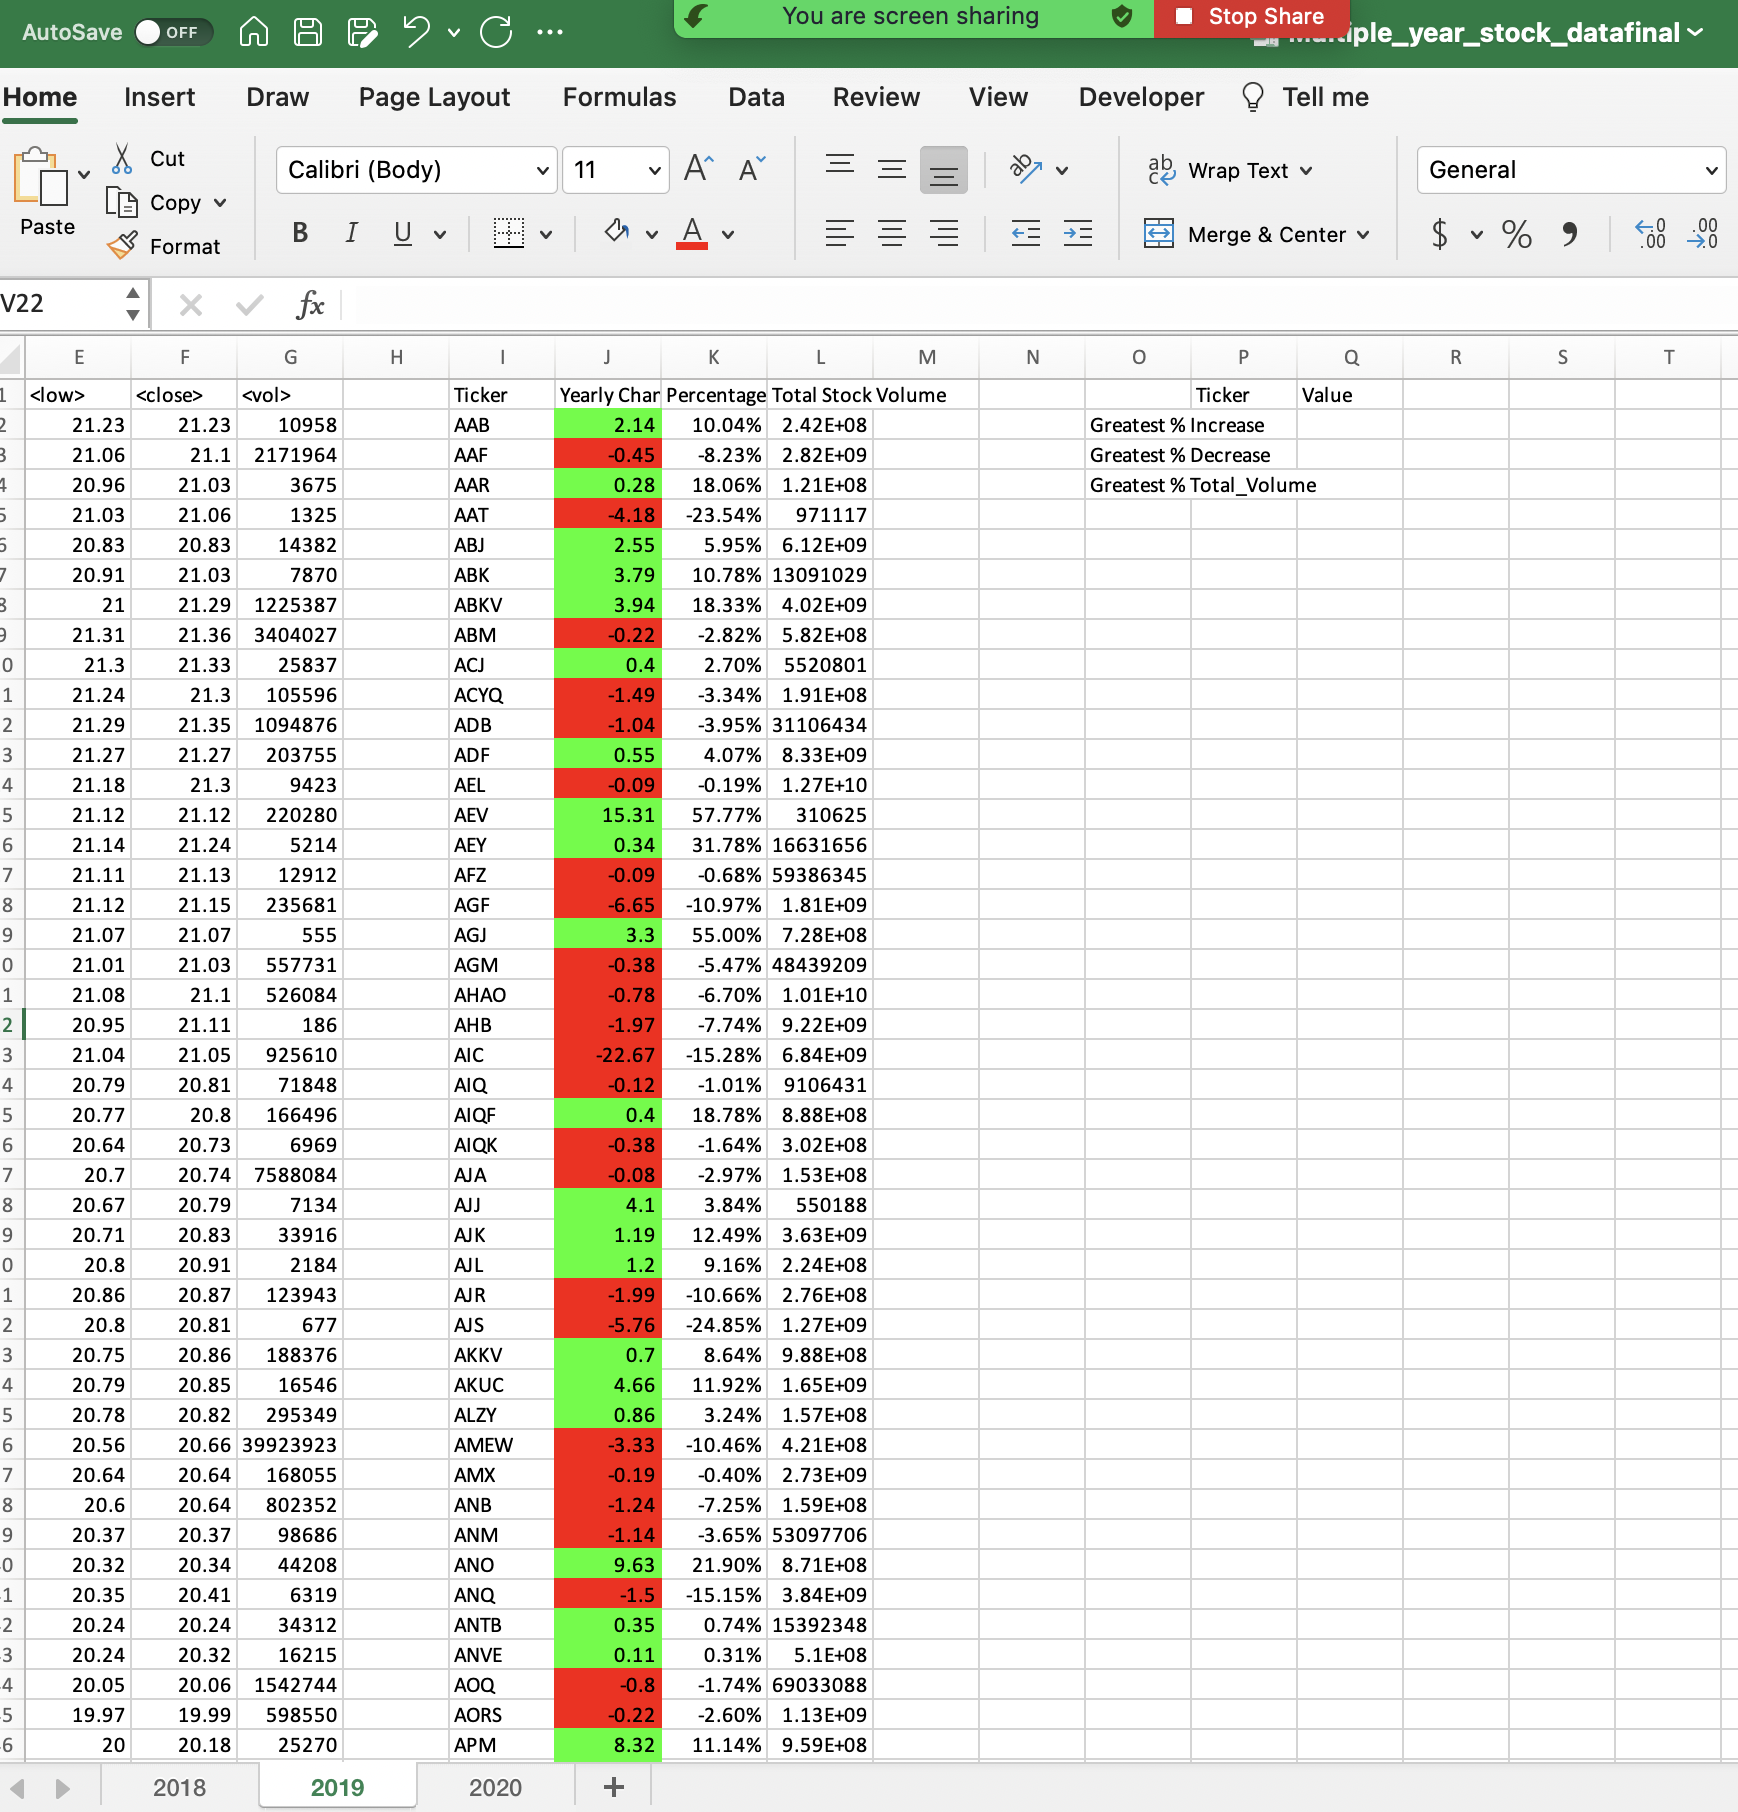 AutoSave OFF You are screen sharing Stop Share ple_year_stock_datafinal
Home Insert Draw Page Layout Formulas Data Review View Developer Tell me
Paste Cut Copy Format Calibri (Body) 11 Wrap Text General
B I U A Merge & Center $ % 9 .00 .00
V22 fx
E F G H I J K L M N O P Q R S T
1 <low> <close> <vol> Ticker Yearly Char Percentage Total Stock Volume Ticker Value
2 21.23 21.23 10958 AAB 2.14 10.04% 2.42E+08 Greatest % Increase
3 21.06 21.1 2171964 AAF -0.45 -8.23% 2.82E+09 Greatest % Decrease
4 20.96 21.03 3675 AAR 0.28 18.06% 1.21E+08 Greatest % Total_Volume
5 21.03 21.06 1325 AAT -4.18 -23.54% 971117
6 20.83 20.83 14382 ABJ 2.55 5.95% 6.12E+09
7 20.91 21.03 7870 ABK 3.79 10.78% 13091029
8 21 21.29 1225387 ABKV 3.94 18.33% 4.02E+09
9 21.31 21.36 3404027 ABM -0.22 -2.82% 5.82E+08
0 21.3 21.33 25837 ACJ 0.4 2.70% 5520801
1 21.24 21.3 105596 ACYQ -1.49 -3.34% 1.91E+08
2 21.29 21.35 1094876 ADB -1.04 -3.95% 31106434
3 21.27 21.27 203755 ADF 0.55 4.07% 8.33E+09
4 21.18 21.3 9423 AEL -0.09 -0.19% 1.27E+10
5 21.12 21.12 220280 AEV 15.31 57.77% 310625
6 21.14 21.24 5214 AEY 0.34 31.78% 16631656
7 21.11 21.13 12912 AFZ -0.09 -0.68% 59386345
8 21.12 21.15 235681 AGF -6.65 -10.97% 1.81E+09
9 21.07 21.07 555 AGJ 3.3 55.00% 7.28E+08
0 21.01 21.03 557731 AGM -0.38 -5.47% 48439209
1 21.08 21.1 526084 AHAO -0.78 -6.70% 1.01E+10
2 20.95 21.11 186 AHB -1.97 -7.74% 9.22E+09
3 21.04 21.05 925610 AIC -22.67 -15.28% 6.84E+09
4 20.79 20.81 71848 AIQ -0.12 -1.01% 9106431
5 20.77 20.8 166496 AIQF 0.4 18.78% 8.88E+08
6 20.64 20.73 6969 AIQK -0.38 -1.64% 3.02E+08
7 20.7 20.74 7588084 AJA -0.08 -2.97% 1.53E+08
8 20.67 20.79 7134 AJJ 4.1 3.84% 550188
9 20.71 20.83 33916 AJK 1.19 12.49% 3.63E+09
0 20.8 20.91 2184 AJL 1.2 9.16% 2.24E+08
1 20.86 20.87 123943 AJR -1.99 -10.66% 2.76E+08
2 20.8 20.81 677 AJS -5.76 -24.85% 1.27E+09
3 20.75 20.86 188376 AKKV 0.7 8.64% 9.88E+08
4 20.79 20.85 16546 AKUC 4.66 11.92% 1.65E+09
5 20.78 20.82 295349 ALZY 0.86 3.24% 1.57E+08
6 20.56 20.66 39923923 AMEW -3.33 -10.46% 4.21E+08
7 20.64 20.64 168055 AMX -0.19 -0.40% 2.73E+09
8 20.6 20.64 802352 ANB -1.24 -7.25% 1.59E+08
9 20.37 20.37 98686 ANM -1.14 -3.65% 53097706
0 20.32 20.34 44208 ANO 9.63 21.90% 8.71E+08
1 20.35 20.41 6319 ANQ -1.5 -15.15% 3.84E+09
2 20.24 20.24 34312 ANTB 0.35 0.74% 15392348
3 20.24 20.32 16215 ANVE 0.11 0.31% 5.1E+08
4 20.05 20.06 1542744 AOQ -0.8 -1.74% 69033088
5 19.97 19.99 598550 AORS -0.22 -2.60% 1.13E+09
6 20 20.18 25270 APM 8.32 11.14% 9.59E+08
2018 2019 2020 +